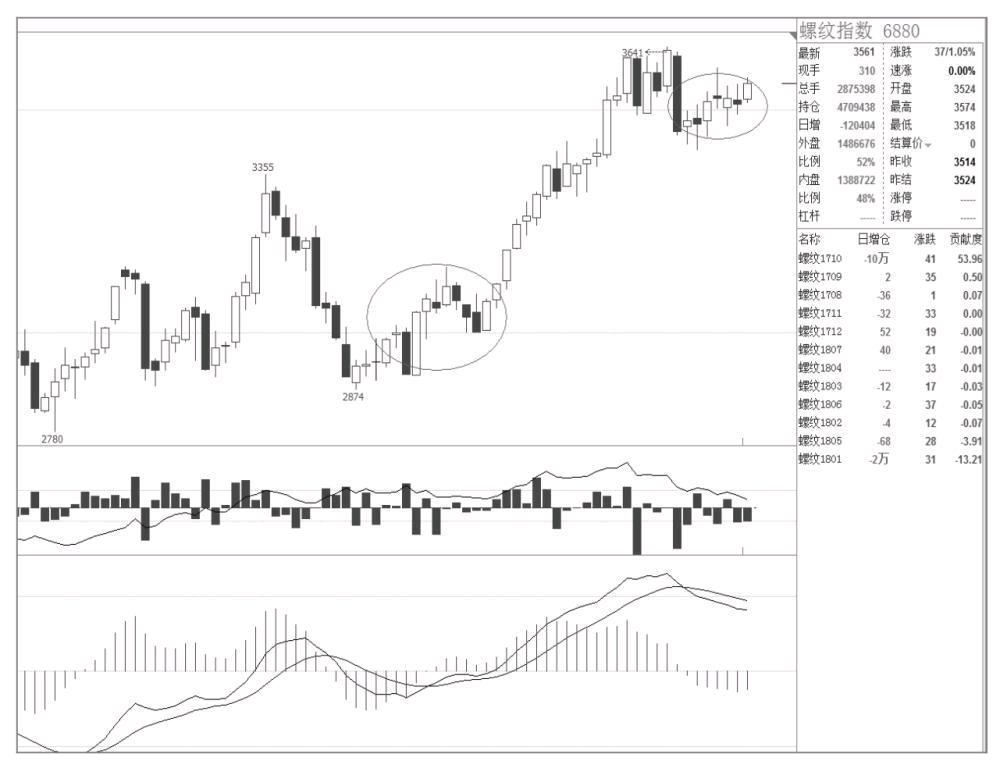 螺纹指数 6880
最新 3561 涨跌 37/1.05%
现手 310 速涨 0.00%
总手 2875398 开盘 3524
持仓 4709438 最高 3574
日增 -120404 最低 3518
外盘 1486676 结算价 0
比例 52% 昨收 3514
内盘 1388722 昨结 3524
比例 48% 涨停 -----
杠杆 ----- 跌停 -----
名称 日增仓 涨跌 贡献度
螺纹1710 -10万 41 53.96
螺纹1709 2 35 0.50
螺纹1708 -36 1 0.07
螺纹1711 -32 33 0.00
螺纹1712 52 19 -0.00
螺纹1807 40 21 -0.01
螺纹1804 ---- 33 -0.01
螺纹1803 -12 17 -0.03
螺纹1806 -2 37 -0.05
螺纹1802 -4 12 -0.07
螺纹1805 -68 28 -3.91
螺纹1801 -2万 31 -13.21
3641
3355
2874
2780